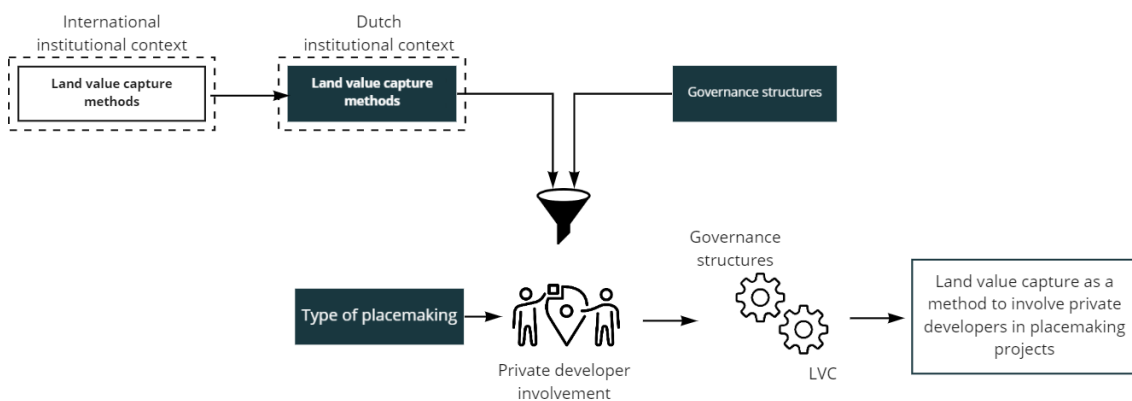 International
institutional context
Land value capture
methods
Dutch
institutional context
Land value capture
methods
Governance structures
Type of placemaking
Private developer
involvement
Governance
structures
LVC
Land value capture as a
method to involve private
developers in placemaking
projects